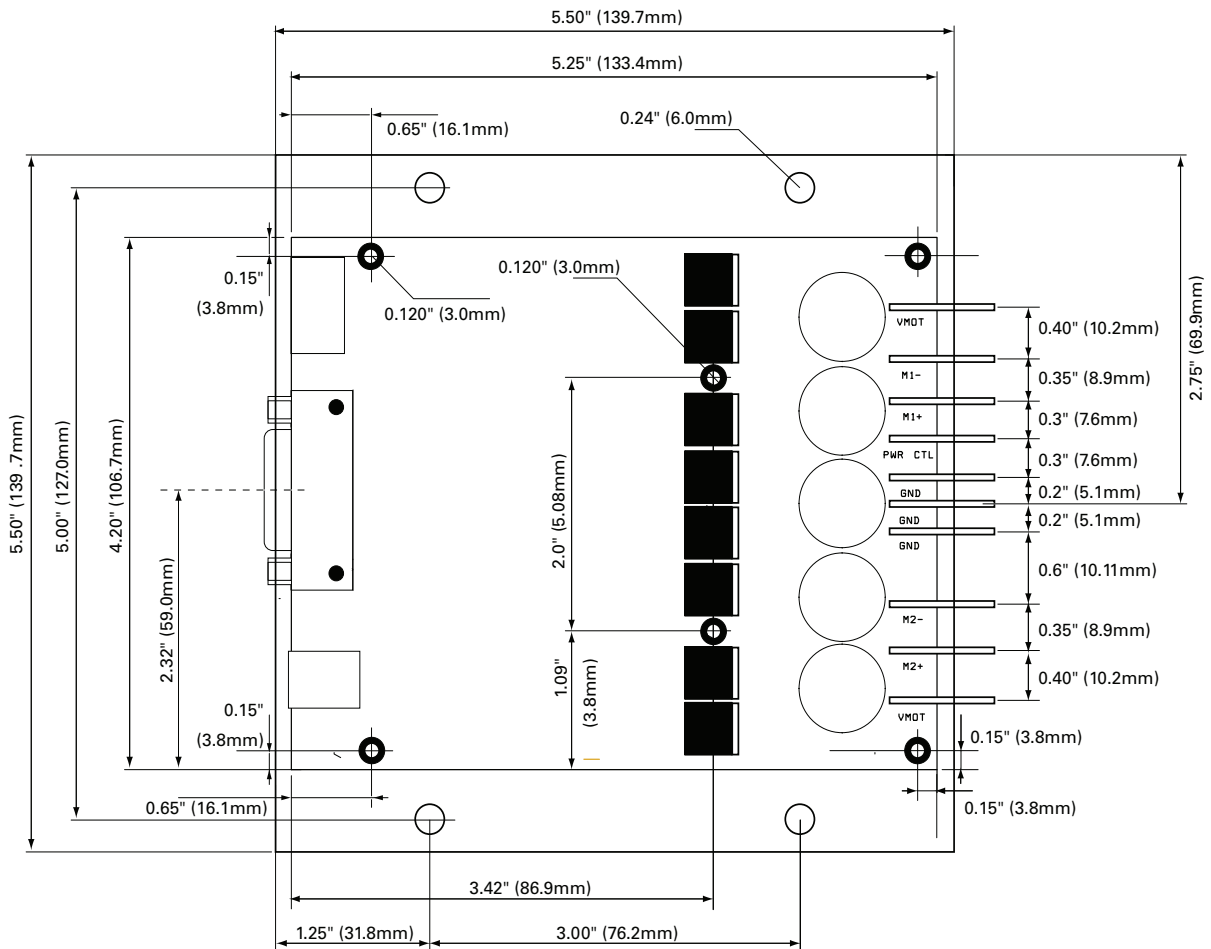 5.50" (139.7mm)
5.25" (133.4mm)
0.65" (16.1mm)
0.24" (6.0mm)
0.15"
(3.8mm)
0.120" (3.0mm)
0.120" (3.0mm)
VMOT
0.40" (10.2mm)
M1-
0.35" (8.9mm)
M1+
0.3" (7.6mm)
PWR CTL
0.3" (7.6mm)
GND
0.2" (5.1mm)
GND
0.2" (5.1mm)
GND
0.6" (10.11mm)
M2-
0.35" (8.9mm)
M2+
0.40" (10.2mm)
VMOT
2.75" (69.9mm)
5.50" (139 .7mm)
5.00" (127.0mm)
4.20" (106.7mm)
2.32" (59.0mm)
2.0" (5.08mm)
1.09"
(3.8mm)
0.15"
(3.8mm)
0.15" (3.8mm)
0.65" (16.1mm)
0.15" (3.8mm)
3.42" (86.9mm)
1.25" (31.8mm)
3.00" (76.2mm)